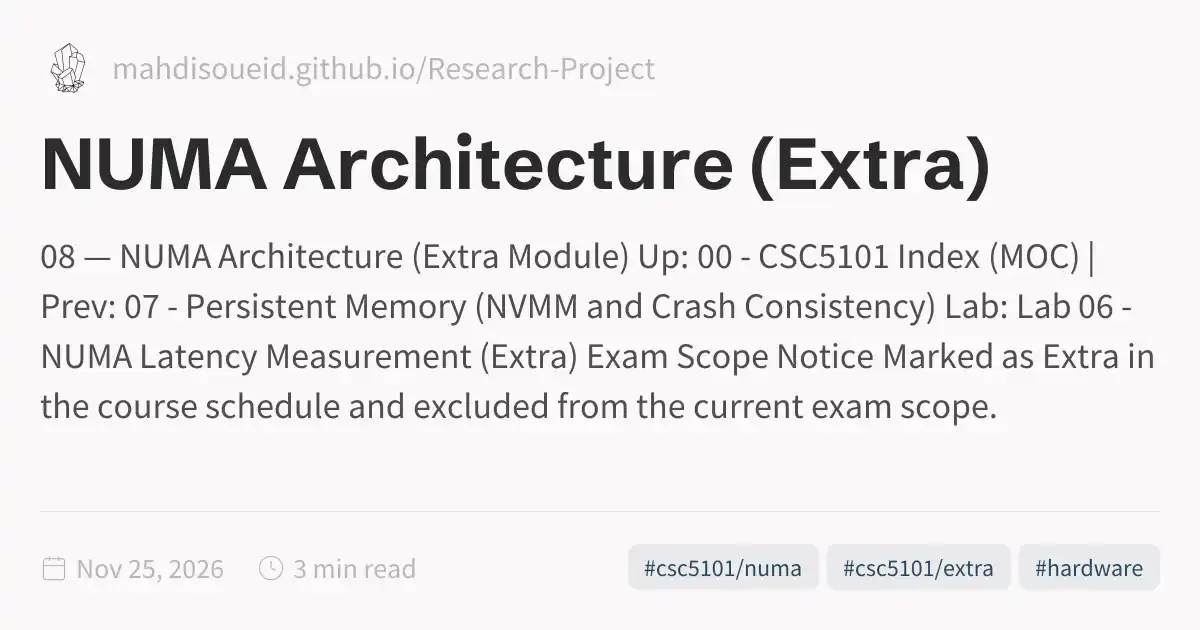 mahdisoueid.github.io/Research-Project
NUMA Architecture (Extra)
08 — NUMA Architecture (Extra Module) Up: 00 - CSC5101 Index (MOC) |
Prev: 07 - Persistent Memory (NVMM and Crash Consistency) Lab: Lab 06 -
NUMA Latency Measurement (Extra) Exam Scope Notice Marked as Extra in
the course schedule and excluded from the current exam scope.
Nov 25, 2026 3 min read #csc5101/numa #csc5101/extra #hardware